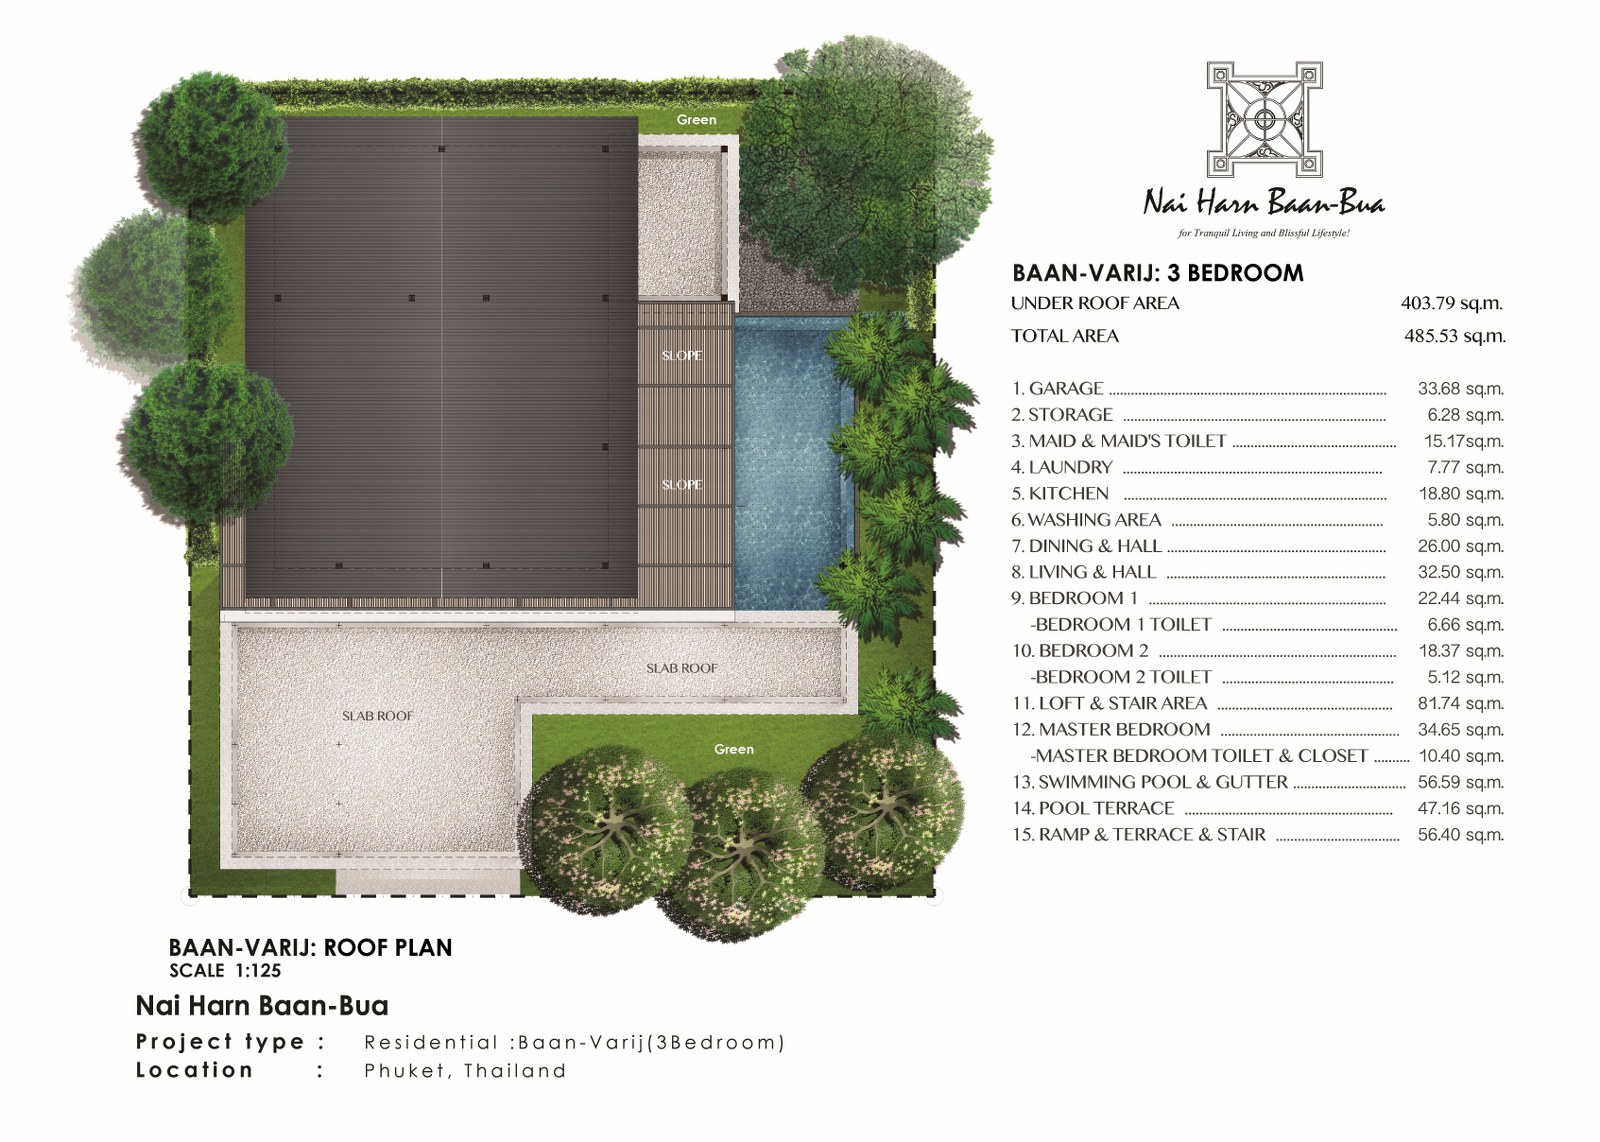 Green
SLOPE
SLOPE
SLAB ROOF
SLAB ROOF
Green
BAAN-VARIJ: ROOF PLAN
SCALE 1:125
Nai Harn Baan-Bua
Project type : Residential :Baan-Varij(3Bedroom)
Location : Phuket, Thailand
Nai Harn Baan-Bua
for Tranquil Living and Blissful Lifestyle!
BAAN-VARIJ: 3 BEDROOM
UNDER ROOF AREA 403.79 sq.m.
TOTAL AREA 485.53 sq.m.
1. GARAGE 33.68 sq.m.
2. STORAGE 6.28 sq.m.
3. MAID & MAID'S TOILET 15.17sq.m.
4. LAUNDRY 7.77 sq.m.
5. KITCHEN 18.80 sq.m.
6. WASHING AREA 5.80 sq.m.
7. DINING & HALL 26.00 sq.m.
8. LIVING & HALL 32.50 sq.m.
9. BEDROOM 1 22.44 sq.m.
-BEDROOM 1 TOILET 6.66 sq.m.
10. BEDROOM 2 18.37 sq.m.
-BEDROOM 2 TOILET 5.12 sq.m.
11. LOFT & STAIR AREA 81.74 sq.m.
12. MASTER BEDROOM 34.65 sq.m.
-MASTER BEDROOM TOILET & CLOSET 10.40 sq.m.
13. SWIMMING POOL & GUTTER 56.59 sq.m.
14. POOL TERRACE 47.16 sq.m.
15. RAMP & TERRACE & STAIR 56.40 sq.m.